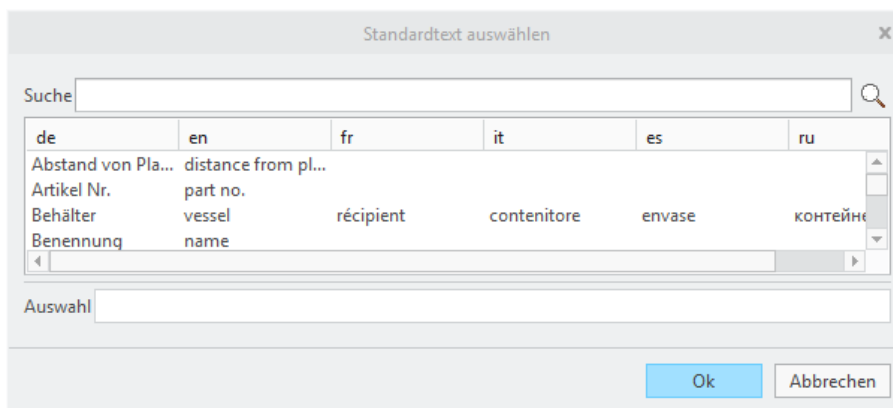 Standardtext auswählen
Suche
de en fr it es ru
Abstand von Pla... distance from pl...
Artikel Nr. part no.
Behälter vessel récipient contenitore envase контейне
Benennung name
Auswahl
Ok Abbrechen